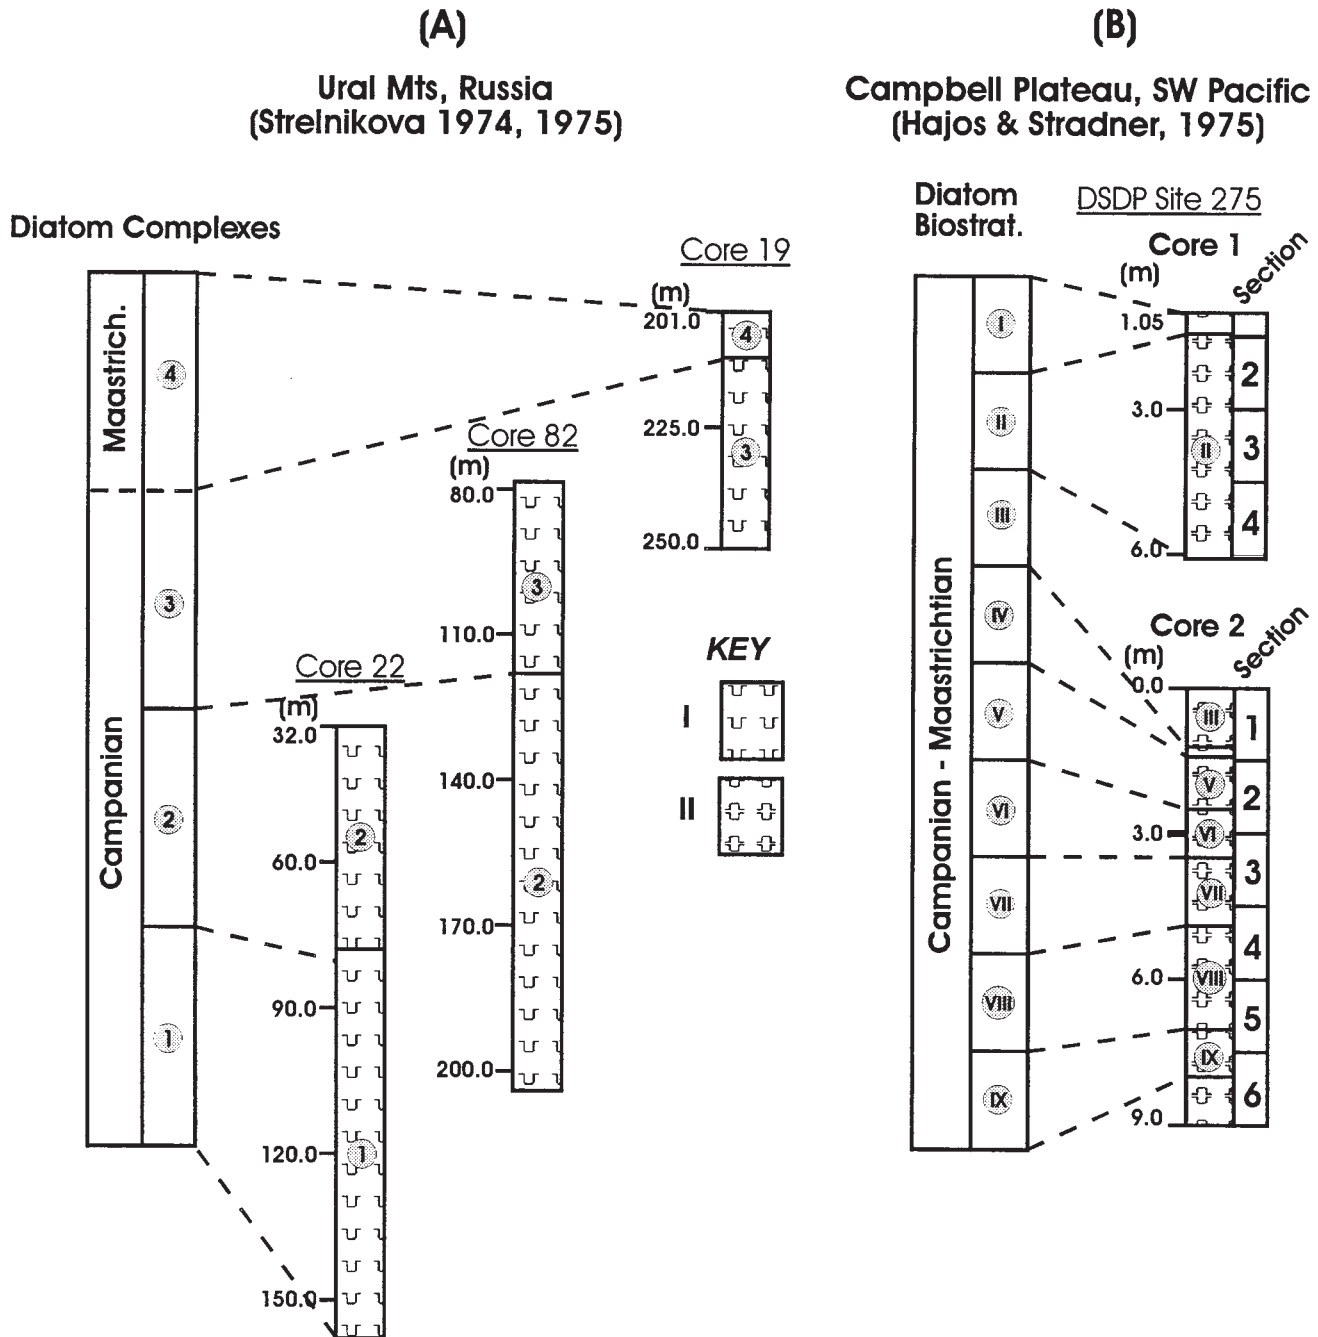 (A)
Ural Mts, Russia
(Strelnikova 1974, 1975)
Diatom Complexes
Maastrich.
Campanian
4
3
2
1
Core 19
(m)
201.0
225.0
250.0
4
3
Core 82
(m)
80.0
110.0
140.0
170.0
200.0
3
2
Core 22
(m)
32.0
60.0
90.0
120.0
150.0
2
1
KEY
I
II
(B)
Campbell Plateau, SW Pacific
(Hajos & Stradner, 1975)
Diatom
Biostrat.
Campanian - Maastrichtian
I
II
III
IV
V
VI
VII
VIII
IX
DSDP Site 275
Core 1
(m)
Section
1.05
3.0
6.0
II
2
3
4
Core 2
(m)
Section
0.0
3.0
6.0
9.0
III
V
VI
VII
VIII
IX
1
2
3
4
5
6